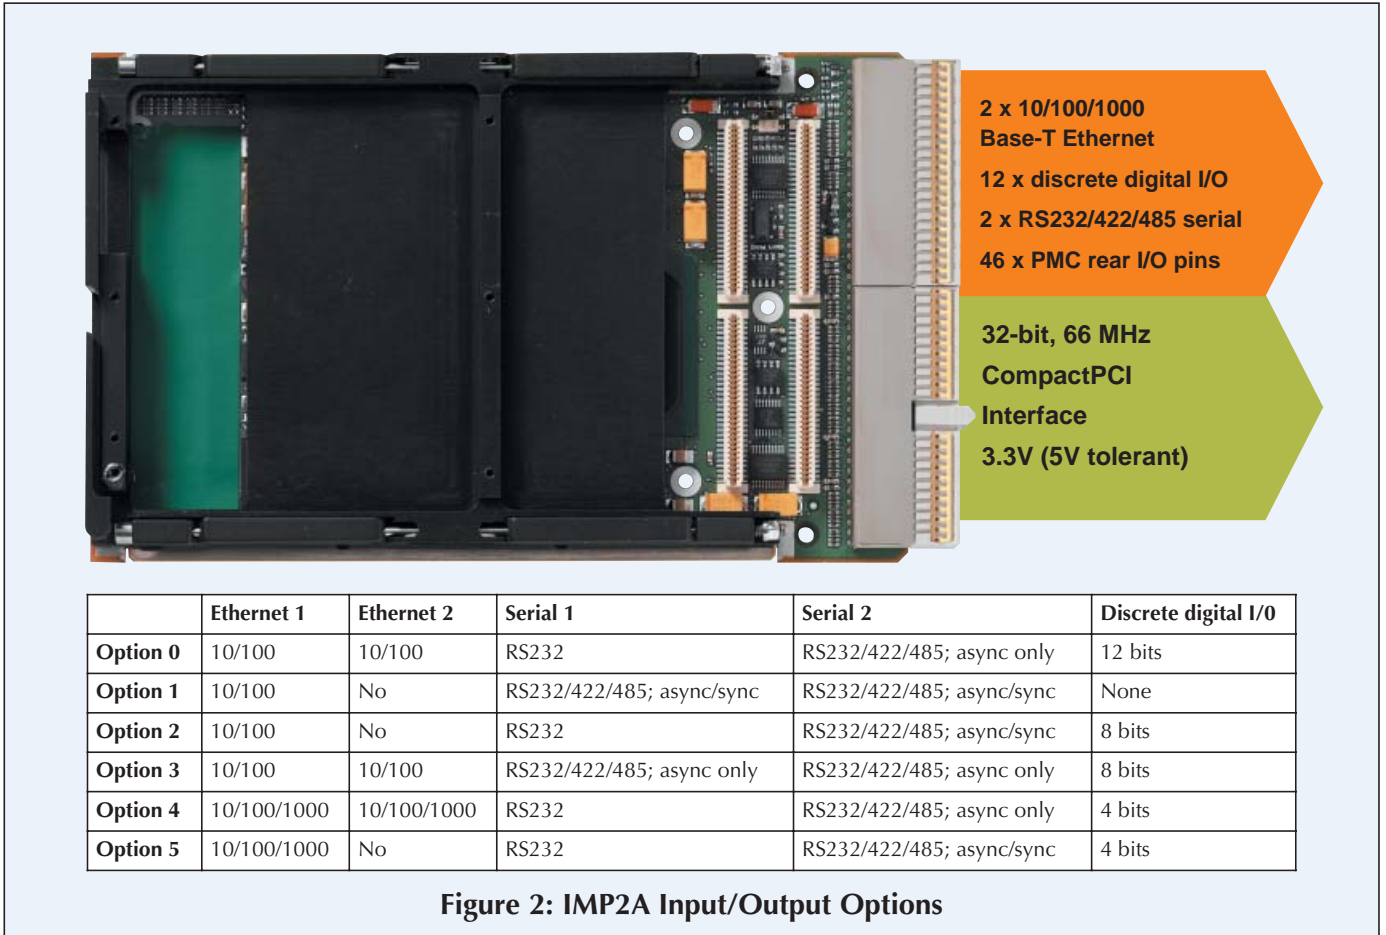 2 x 10/100/1000
Base-T Ethernet
12 x discrete digital I/O
2 x RS232/422/485 serial
46 x PMC rear I/O pins
32-bit, 66 MHz
CompactPCI
Interface
3.3V (5V tolerant)
Ethernet 1 Ethernet 2 Serial 1 Serial 2 Discrete digital I/0
Option 0 10/100 10/100 RS232 RS232/422/485; async only 12 bits
Option 1 10/100 No RS232/422/485; async/sync RS232/422/485; async/sync None
Option 2 10/100 No RS232 RS232/422/485; async/sync 8 bits
Option 3 10/100 10/100 RS232/422/485; async only RS232/422/485; async only 8 bits
Option 4 10/100/1000 10/100/1000 RS232 RS232/422/485; async only 4 bits
Option 5 10/100/1000 No RS232 RS232/422/485; async/sync 4 bits
Figure 2: IMP2A Input/Output Options